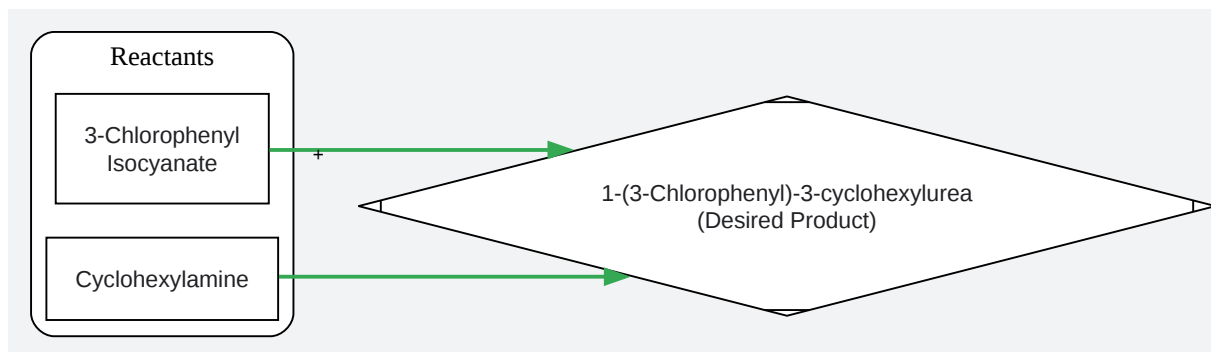 Reactants
3-Chlorophenyl
Isocyanate
+
Cyclohexylamine
1-(3-Chlorophenyl)-3-cyclohexylurea
(Desired Product)